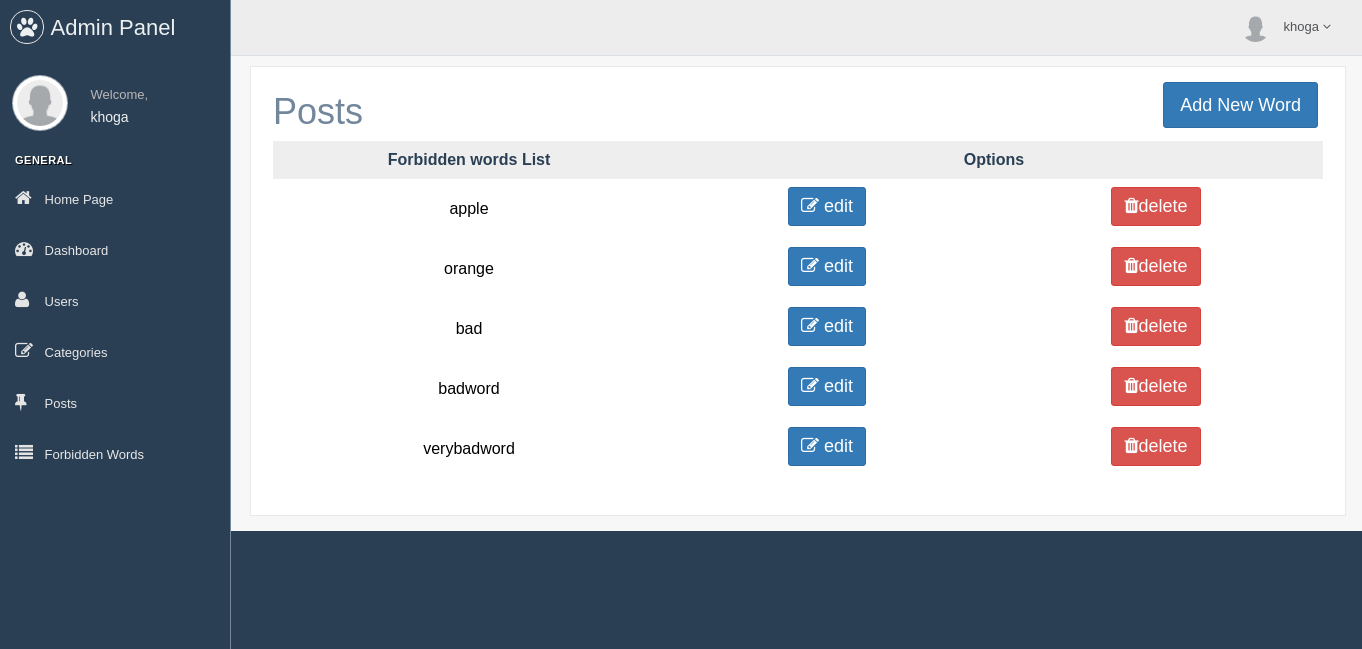 Admin Panel
khoga
Welcome,
khoga
GENERAL
Home Page
Dashboard
Users
Categories
Posts
Forbidden Words
Posts
Add New Word
Forbidden words List Options
apple edit delete
orange edit delete
bad edit delete
badword edit delete
verybadword edit delete